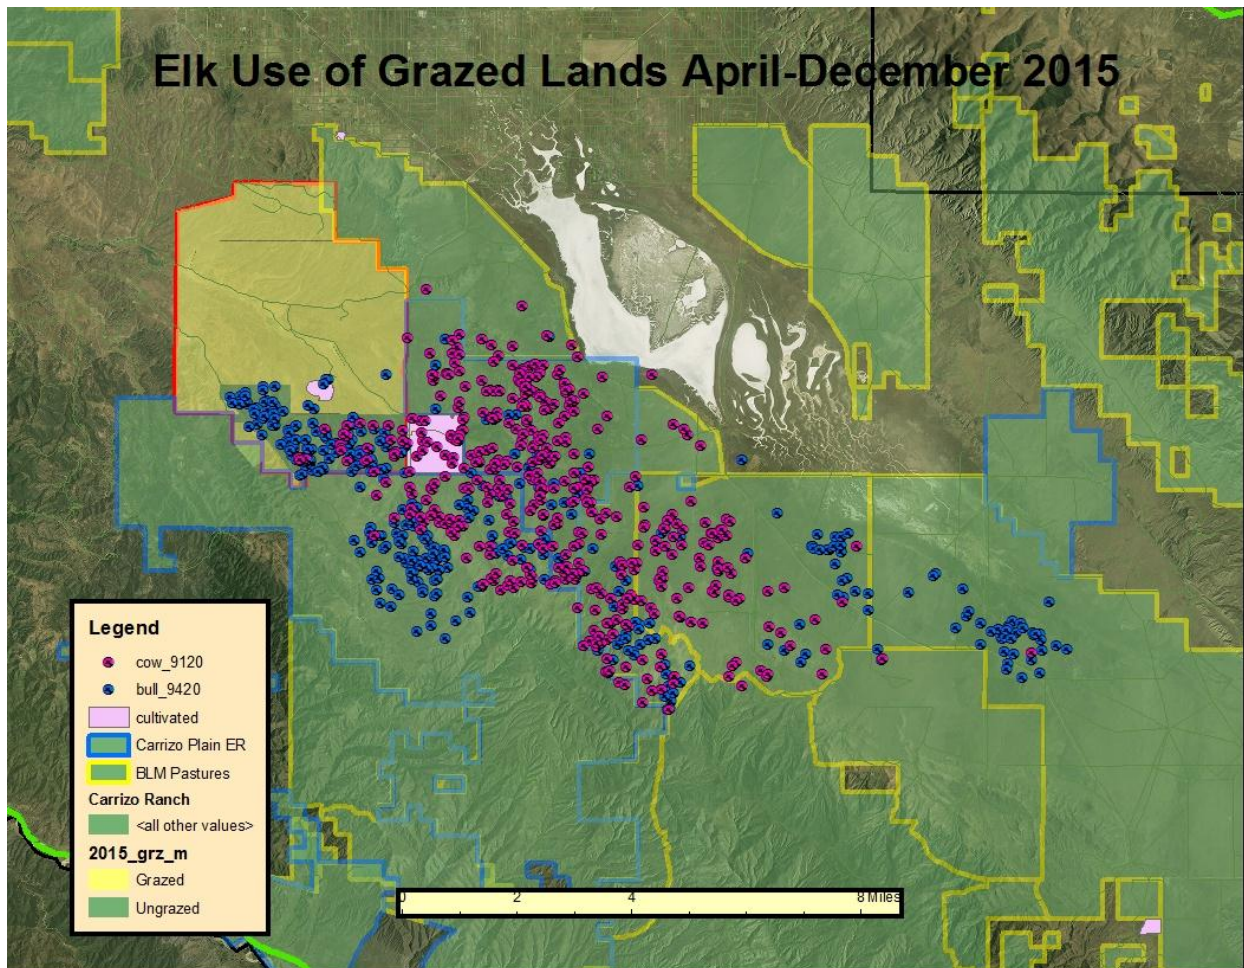 Elk Use of Grazed Lands April-December 2015
Legend
cow_9120
bull_9420
cultivated
Carrizo Plain ER
BLM Pastures
Carrizo Ranch
<all other values>
2015_grz_m
Grazed
Ungrazed
0 2 4 8 Miles